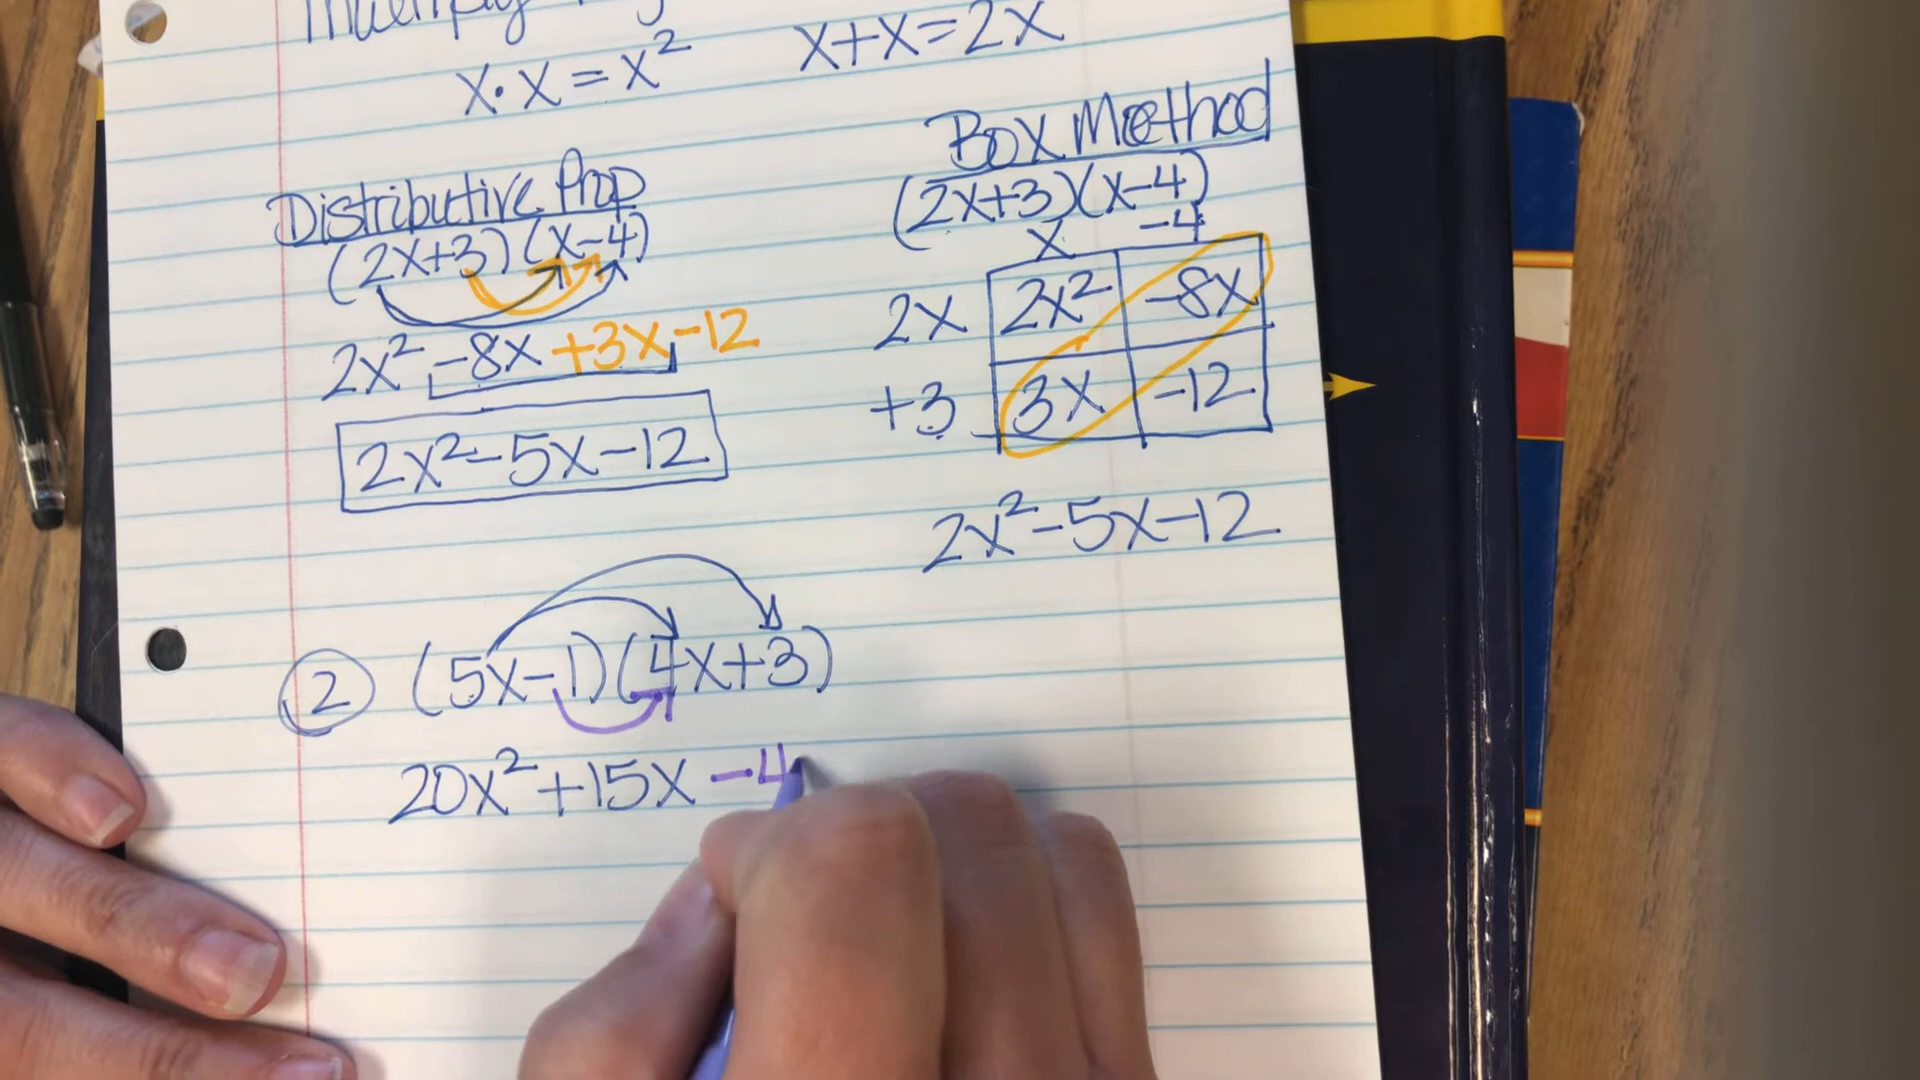 Multiply
x·x=x² x+x=2x
Distributive Prop
(2x+3)(x-4)
2x²-8x+3x-12
2x²-5x-12
Box Method
(2x+3)(x-4)
x -4
2x 2x² -8x
+3 3x -12
2x²-5x-12
2 (5x-1)(4x+3)
20x²+15x-4